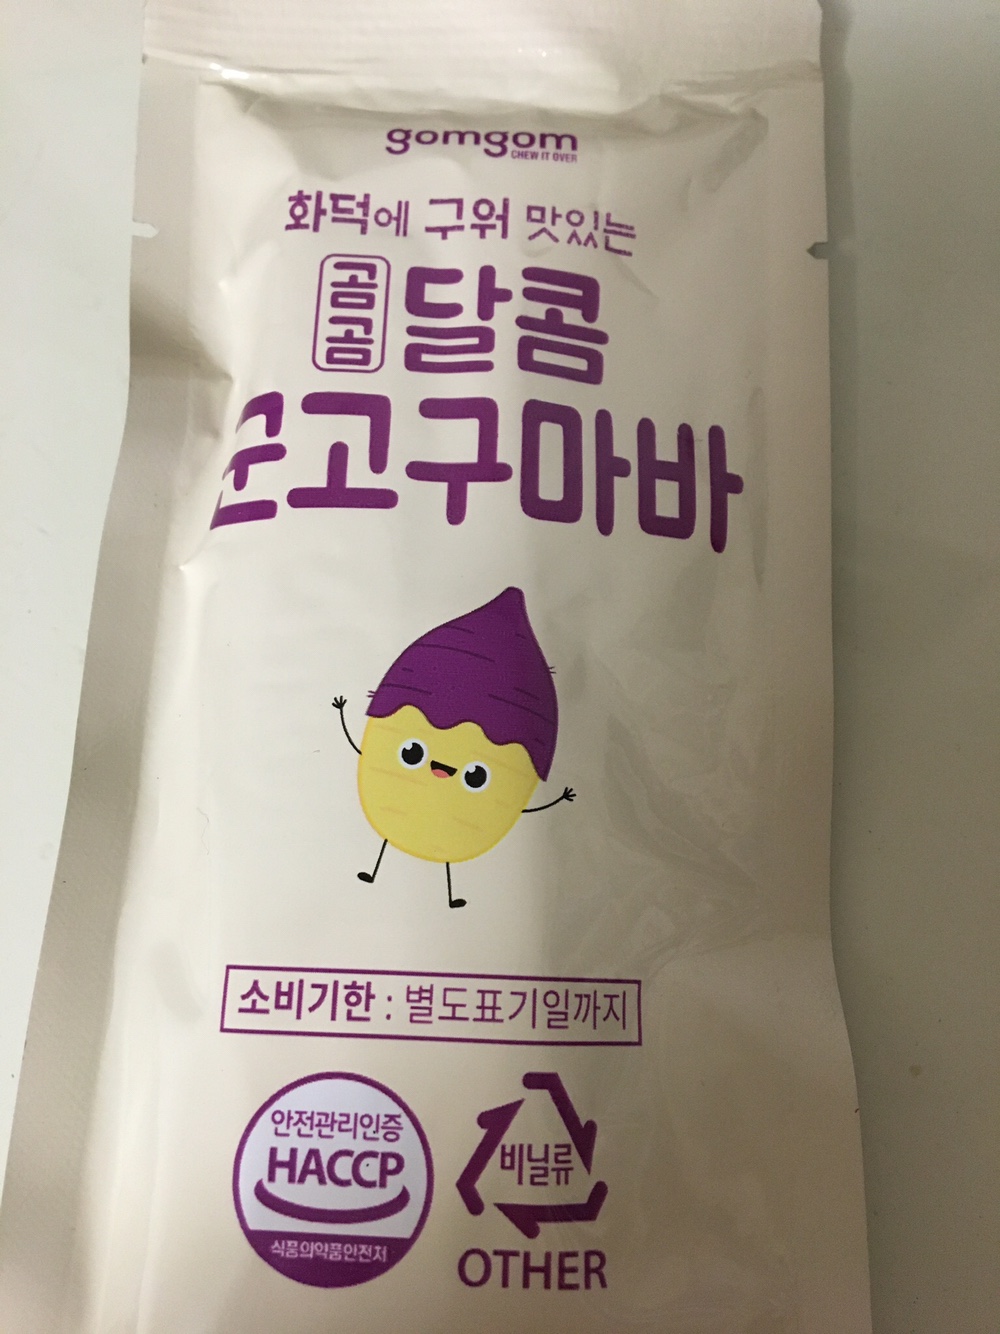 gomgom
CHEW IT OVER
화덕에 구워 맛있는
곰곰 달콤
군고구마바
소비기한 : 별도표기일까지
안전관리인증
HACCP
식품의약품안전처
비닐류
OTHER